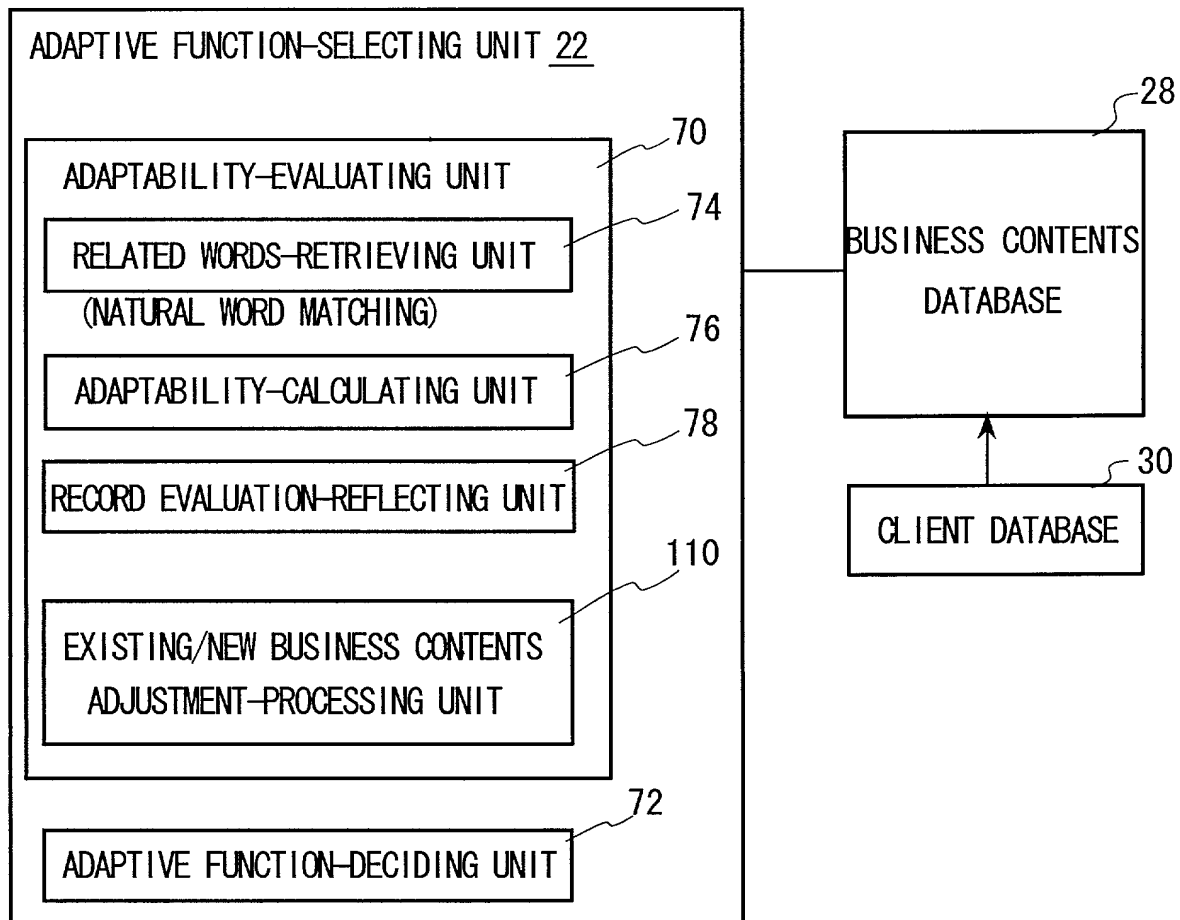 ADAPTIVE FUNCTION-SELECTING UNIT 22
70
ADAPTABILITY-EVALUATING UNIT
74
RELATED WORDS-RETRIEVING UNIT
(NATURAL WORD MATCHING)
76
ADAPTABILITY-CALCULATING UNIT
78
RECORD EVALUATION-REFLECTING UNIT
110
EXISTING/NEW BUSINESS CONTENTS
ADJUSTMENT-PROCESSING UNIT
72
ADAPTIVE FUNCTION-DECIDING UNIT
28
BUSINESS CONTENTS
DATABASE
30
CLIENT DATABASE